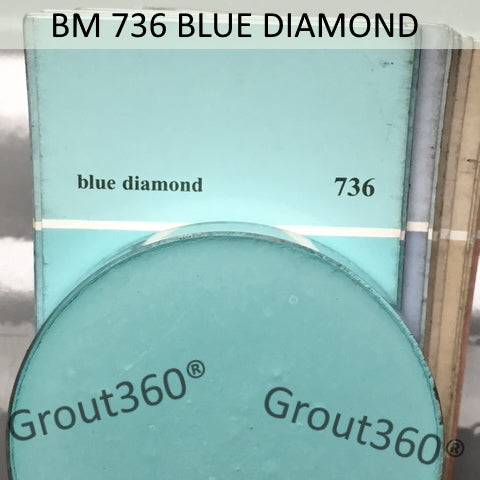 BM 736 BLUE DIAMOND
blue diamond 736
Grout360®
Grout360®